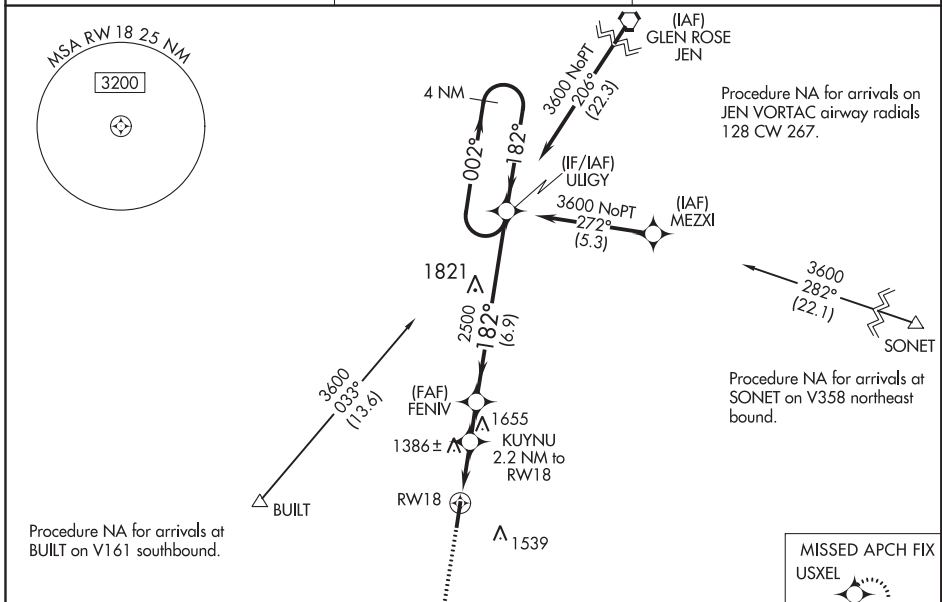 MSA RW 18 25 NM
3200
(IAF)
GLEN ROSE
JEN
3600 NoPT
206°
(22.3)
Procedure NA for arrivals on
JEN VORTAC airway radials
128 CW 267.
4 NM
002°
182°
(IF/IAF)
ULIGY
3600 NoPT
272°
(5.3)
(IAF)
MEZXI
1821
2500
182°
(6.9)
3600
282°
(22.1)
SONET
Procedure NA for arrivals at
SONET on V358 northeast
bound.
3600
033°
(13.6)
BUILT
Procedure NA for arrivals at
BUILT on V161 southbound.
(FAF)
FENIV
1655
1386±
KUYNU
2.2 NM to
RW18
RW18
1539
MISSED APCH FIX
USXEL